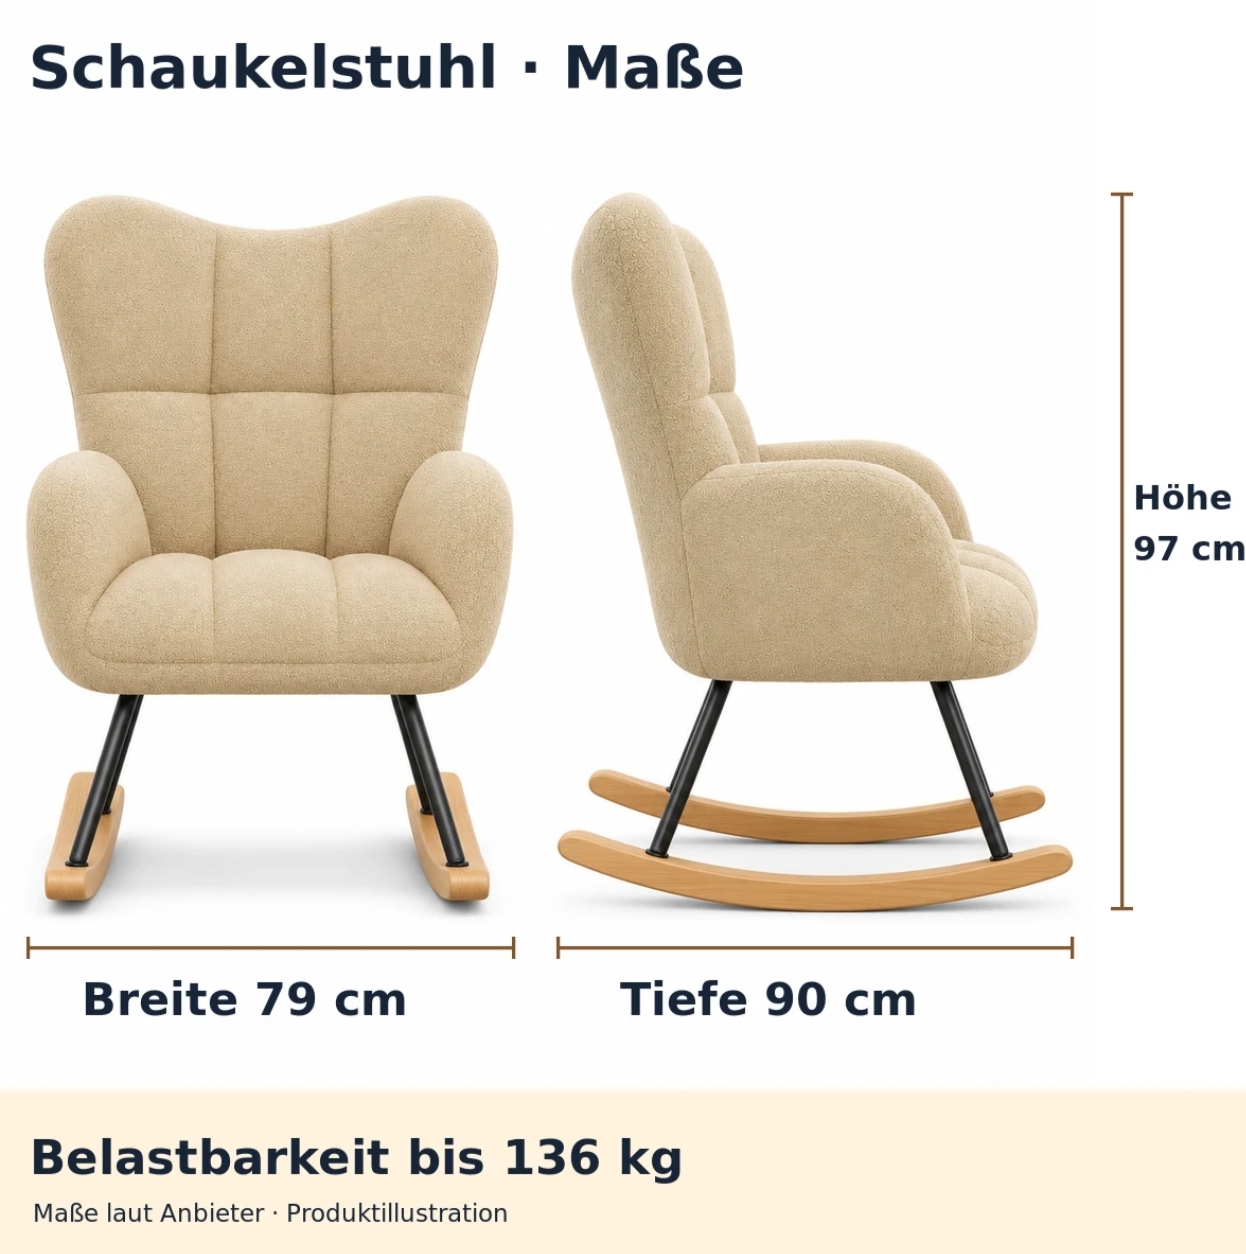 Schaukelstuhl · Maße
Höhe
97 cm
Breite 79 cm
Tiefe 90 cm
Belastbarkeit bis 136 kg
Maße laut Anbieter · Produktillustration